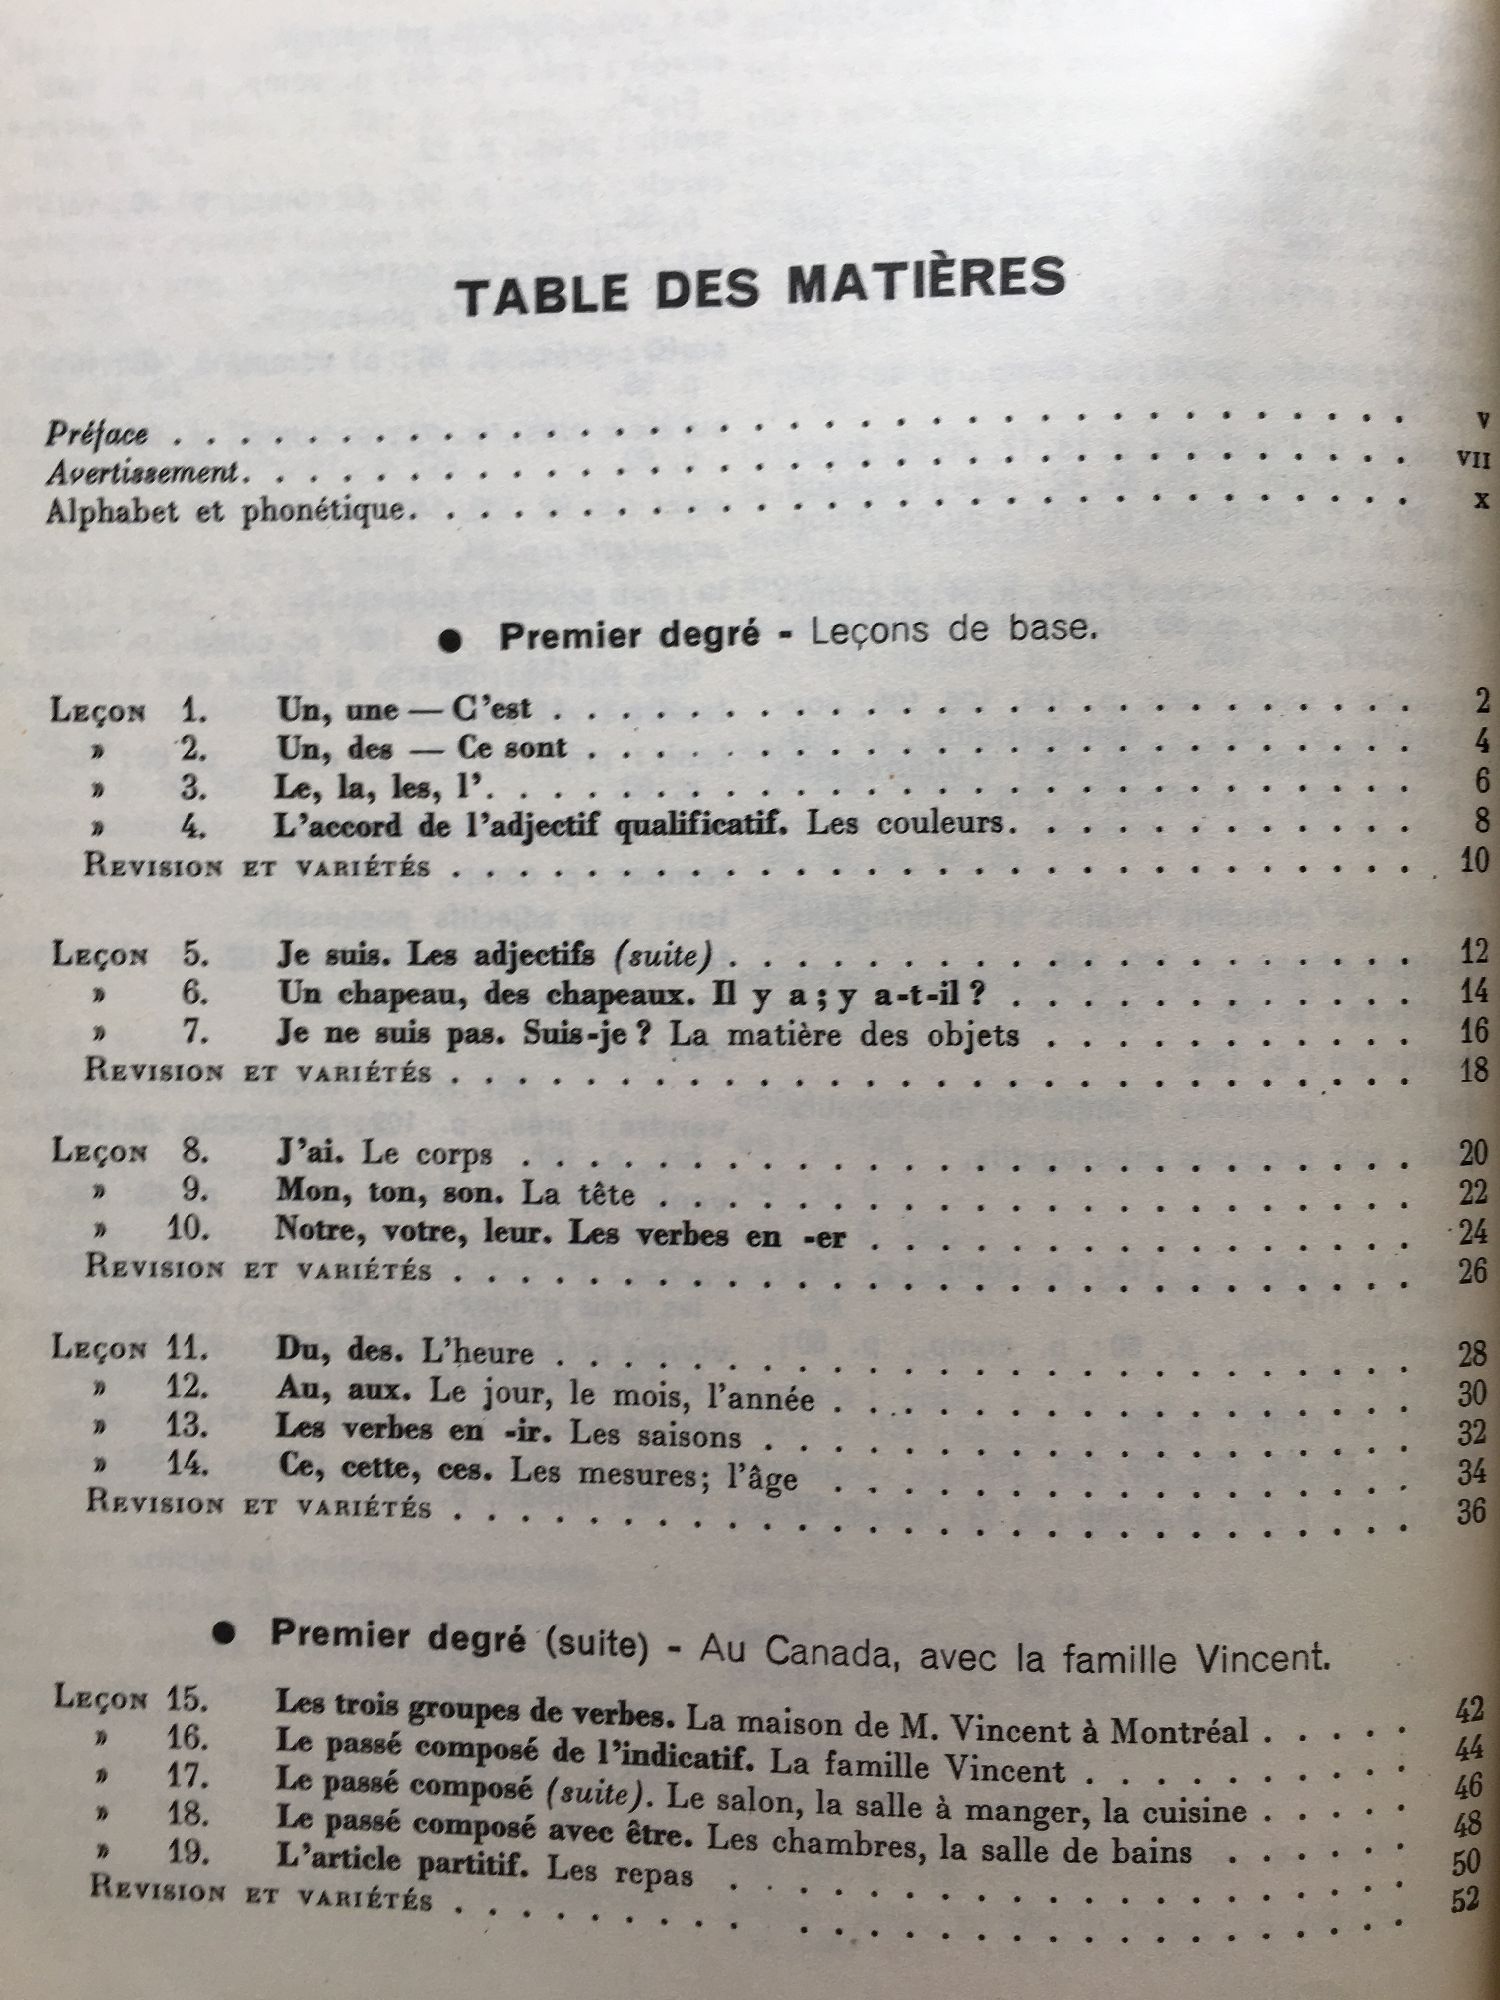 TABLE DES MATIÈRES
Préface . . . . . . . . . . . . . . . . . . . . . . . . . . . . . . . . . . . . v
Avertissement. . . . . . . . . . . . . . . . . . . . . . . . . . . . . . . . . . VII
Alphabet et phonétique. . . . . . . . . . . . . . . . . . . . . . . . . . . . . x
● Premier degré - Leçons de base.
Leçon 1. Un, une — C'est . . . . . . . . . . . . . . . . . . . . . . . . . 2
» 2. Un, des — Ce sont . . . . . . . . . . . . . . . . . . . . . . . . 4
» 3. Le, la, les, l'. . . . . . . . . . . . . . . . . . . . . . . . . . . 6
» 4. L'accord de l'adjectif qualificatif. Les couleurs. . . . . . . . . . . . 8
Revision et variétés . . . . . . . . . . . . . . . . . . . . . . . . . . . . 10
Leçon 5. Je suis. Les adjectifs (suite) . . . . . . . . . . . . . . . . . . . . 12
» 6. Un chapeau, des chapeaux. Il y a ; y a-t-il ? . . . . . . . . . . . . 14
» 7. Je ne suis pas. Suis-je ? La matière des objets . . . . . . . . . . . 16
Revision et variétés . . . . . . . . . . . . . . . . . . . . . . . . . . . . 18
Leçon 8. J'ai. Le corps . . . . . . . . . . . . . . . . . . . . . . . . . . 20
» 9. Mon, ton, son. La tête . . . . . . . . . . . . . . . . . . . . . . 22
» 10. Notre, votre, leur. Les verbes en -er . . . . . . . . . . . . . . . . 24
Revision et variétés . . . . . . . . . . . . . . . . . . . . . . . . . . . . 26
Leçon 11. Du, des. L'heure . . . . . . . . . . . . . . . . . . . . . . . . . 28
» 12. Au, aux. Le jour, le mois, l'année . . . . . . . . . . . . . . . . . 30
» 13. Les verbes en -ir. Les saisons . . . . . . . . . . . . . . . . . . . 32
» 14. Ce, cette, ces. Les mesures; l'âge . . . . . . . . . . . . . . . . . 34
Revision et variétés . . . . . . . . . . . . . . . . . . . . . . . . . . . . 36
● Premier degré (suite) - Au Canada, avec la famille Vincent.
Leçon 15. Les trois groupes de verbes. La maison de M. Vincent à Montréal . . . . . 42
» 16. Le passé composé de l'indicatif. La famille Vincent . . . . . . . . . . 44
» 17. Le passé composé (suite). Le salon, la salle à manger, la cuisine . . . . . 46
» 18. Le passé composé avec être. Les chambres, la salle de bains . . . . . . 48
» 19. L'article partitif. Les repas . . . . . . . . . . . . . . . . . . . . 50
Revision et variétés . . . . . . . . . . . . . . . . . . . . . . . . . . . 52